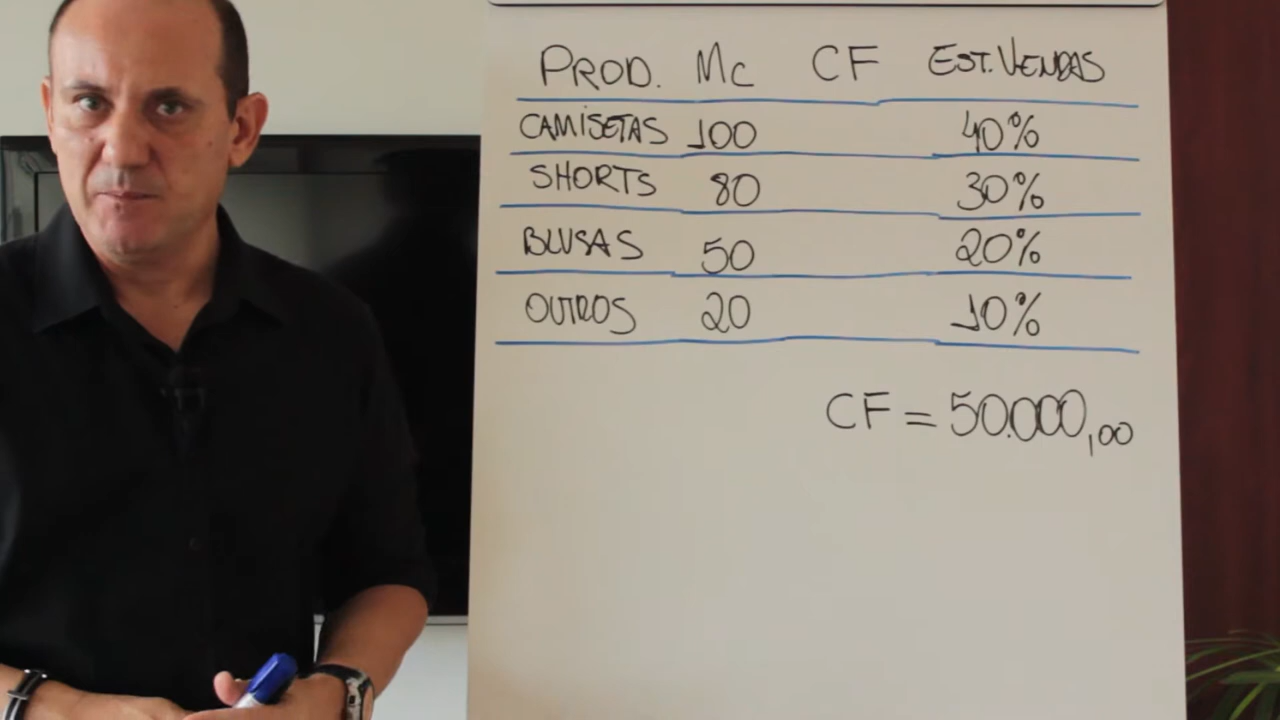 PROD. Mc CF EST. VENDAS
CAMISETAS 100 40%
SHORTS 80 30%
BLUSAS 50 20%
OUTROS 20 10%
CF = 50.000,00